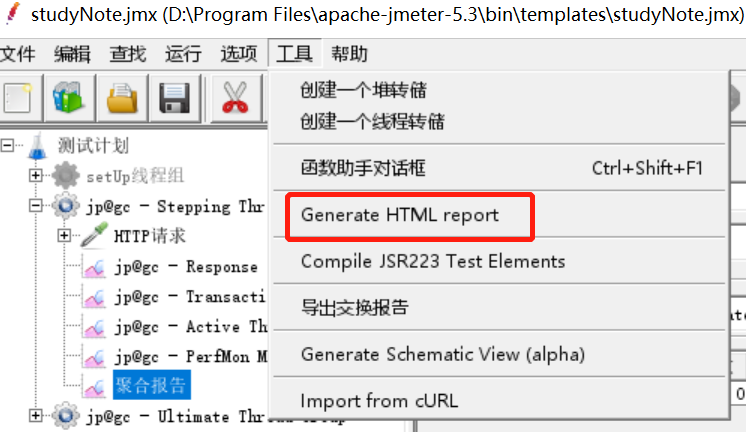 studyNote.jmx (D:\Program Files\apache-jmeter-5.3\bin\templates\studyNote.jmx)
文件 编辑 查找 运行 选项 工具 帮助
创建一个堆转储
创建一个线程转储
函数助手对话框 Ctrl+Shift+F1
Generate HTML report
Compile JSR223 Test Elements
导出交换报告
Generate Schematic View (alpha)
Import from cURL
测试计划
setUp线程组
jp@gc - Stepping Thr
HTTP请求
jp@gc - Response
jp@gc - Transacti
jp@gc - Active Th
jp@gc - PerfMon M
聚合报告
jp@gc - Ultimate Thread Group